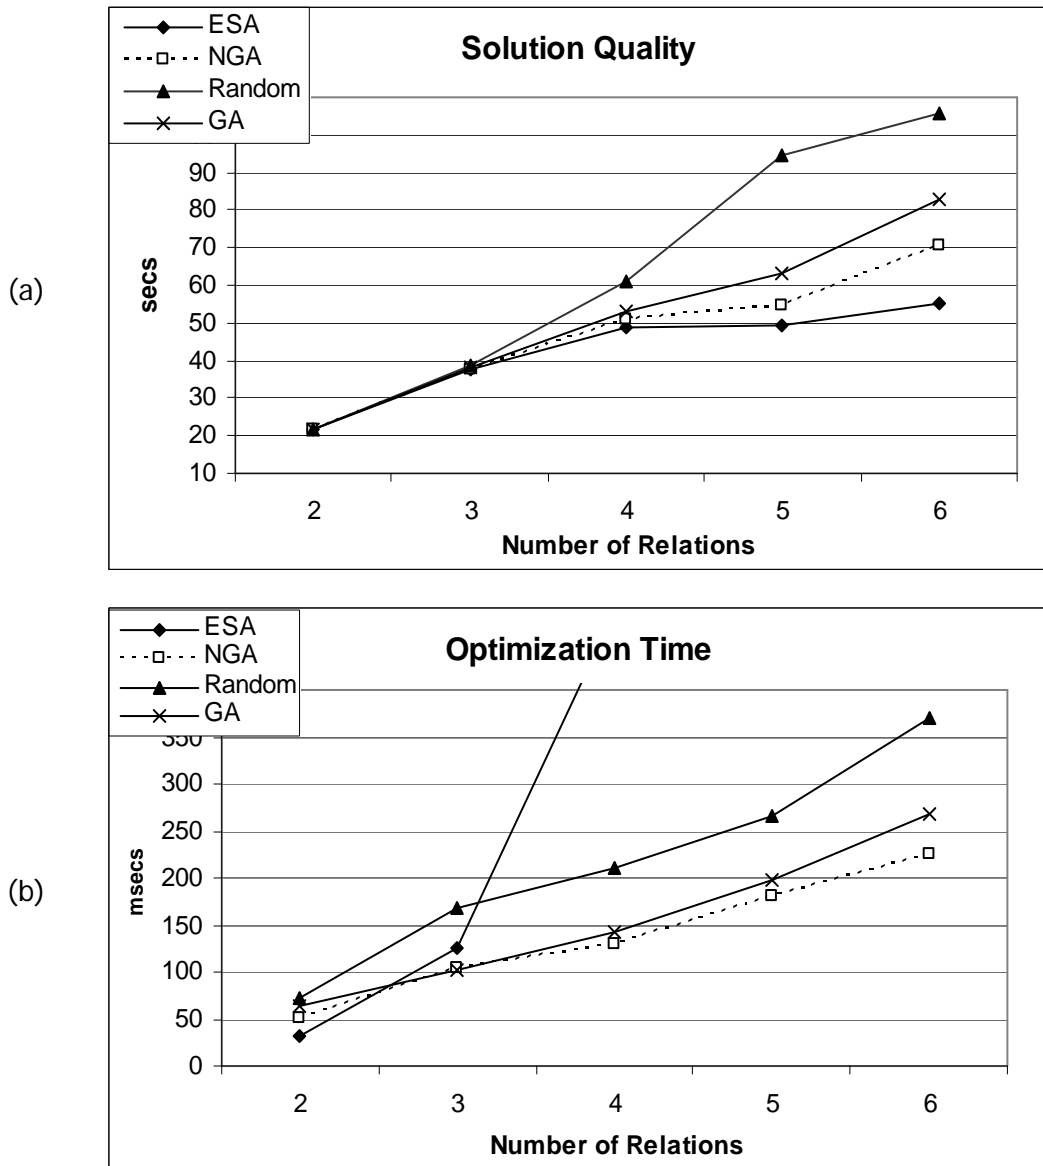 ESA
NGA
Random
GA
Solution Quality
90
80
70
60
50
40
30
20
10
secs
(a)
2 3 4 5 6
Number of Relations
ESA
NGA
Random
GA
Optimization Time
350
300
250
200
150
100
50
0
msecs
(b)
2 3 4 5 6
Number of Relations